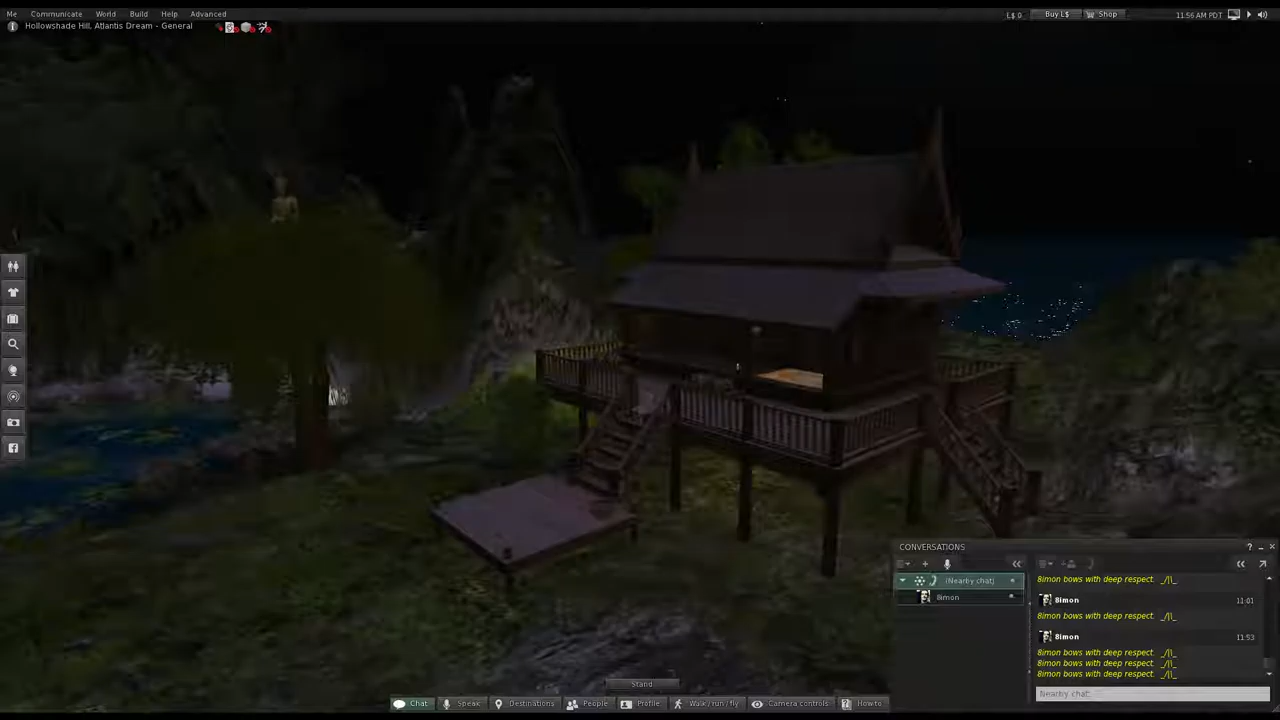 Me Communicate World Build Help Advanced
L$ 0 Buy L$ Shop 11:56 AM PDT
Hollowshade Hill, Atlantis Dream - General
CONVERSATIONS
(Nearby chat)
8imon
8imon bows with deep respect. _/|\_
8imon 11:01
8imon bows with deep respect. _/|\_
8imon 11:53
8imon bows with deep respect. _/|\_
8imon bows with deep respect. _/|\_
8imon bows with deep respect. _/|\_
Nearby chat
Stand
Chat Speak Destinations People Profile Walk / run / fly Camera controls How to